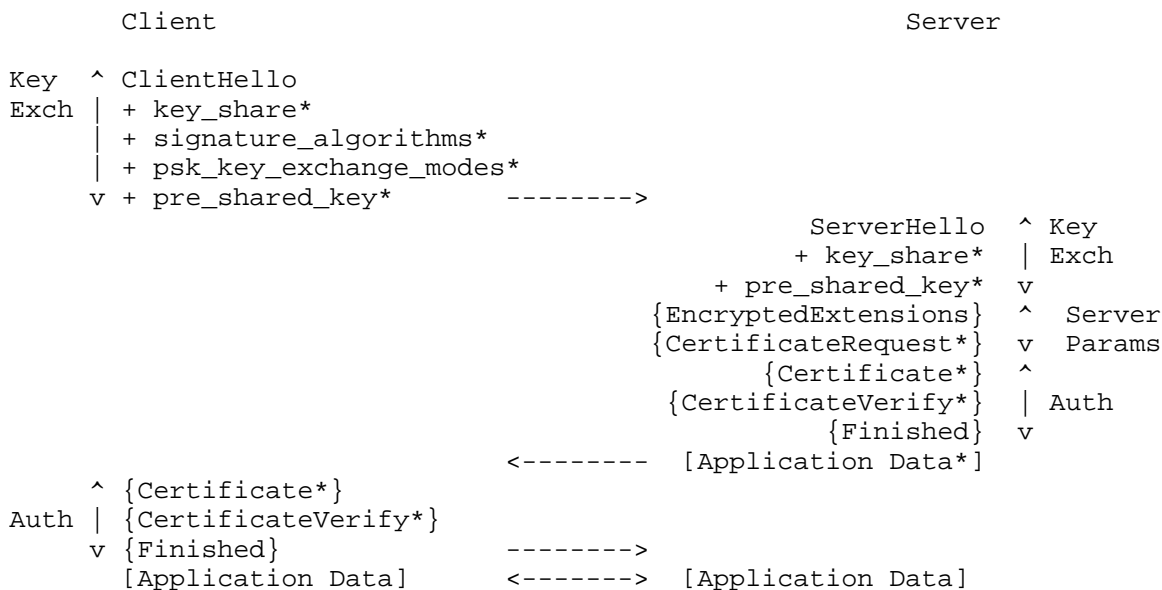 Client                                           Server

Key  ^ ClientHello
Exch | + key_share*
     | + signature_algorithms*
     | + psk_key_exchange_modes*
     v + pre_shared_key*       -------->
                                                  ServerHello  ^ Key
                                                 + key_share*  | Exch
                                            + pre_shared_key*  v
                                        {EncryptedExtensions}  ^  Server
                                        {CertificateRequest*}  v  Params
                                               {Certificate*}  ^
                                         {CertificateVerify*}  | Auth
                                                   {Finished}  v
                               <--------  [Application Data*]
     ^ {Certificate*}
Auth | {CertificateVerify*}
     v {Finished}              -------->
       [Application Data]      <------->  [Application Data]